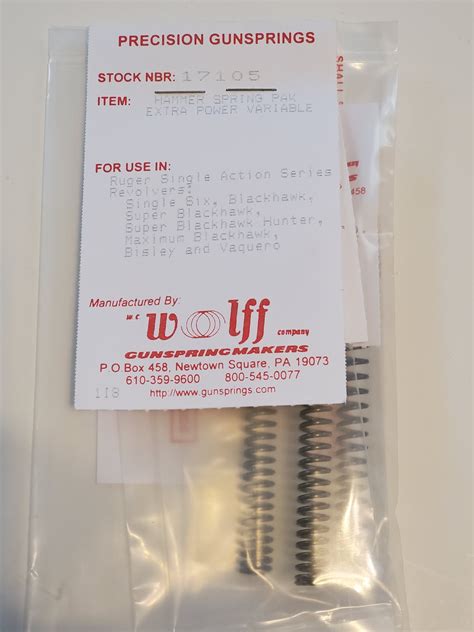 PRECISION GUNSPRINGS
STOCK NBR: 17105
ITEM: HAMMER SPRING PAK
EXTRA POWER VARIABLE
FOR USE IN:
Ruger Single Action Series
Revolvers:
Single Six, Blackhawk,
Super Blackhawk,
Super Blackhawk Hunter,
Maximum Blackhawk,
Bisley and Vaquero
Manufactured By:
W C
wolff
company
GUNSPRINGMAKERS
P.O Box 458, Newtown Square, PA 19073
610-359-9600 800-545-0077
118 http://www.gunsprings.com
458